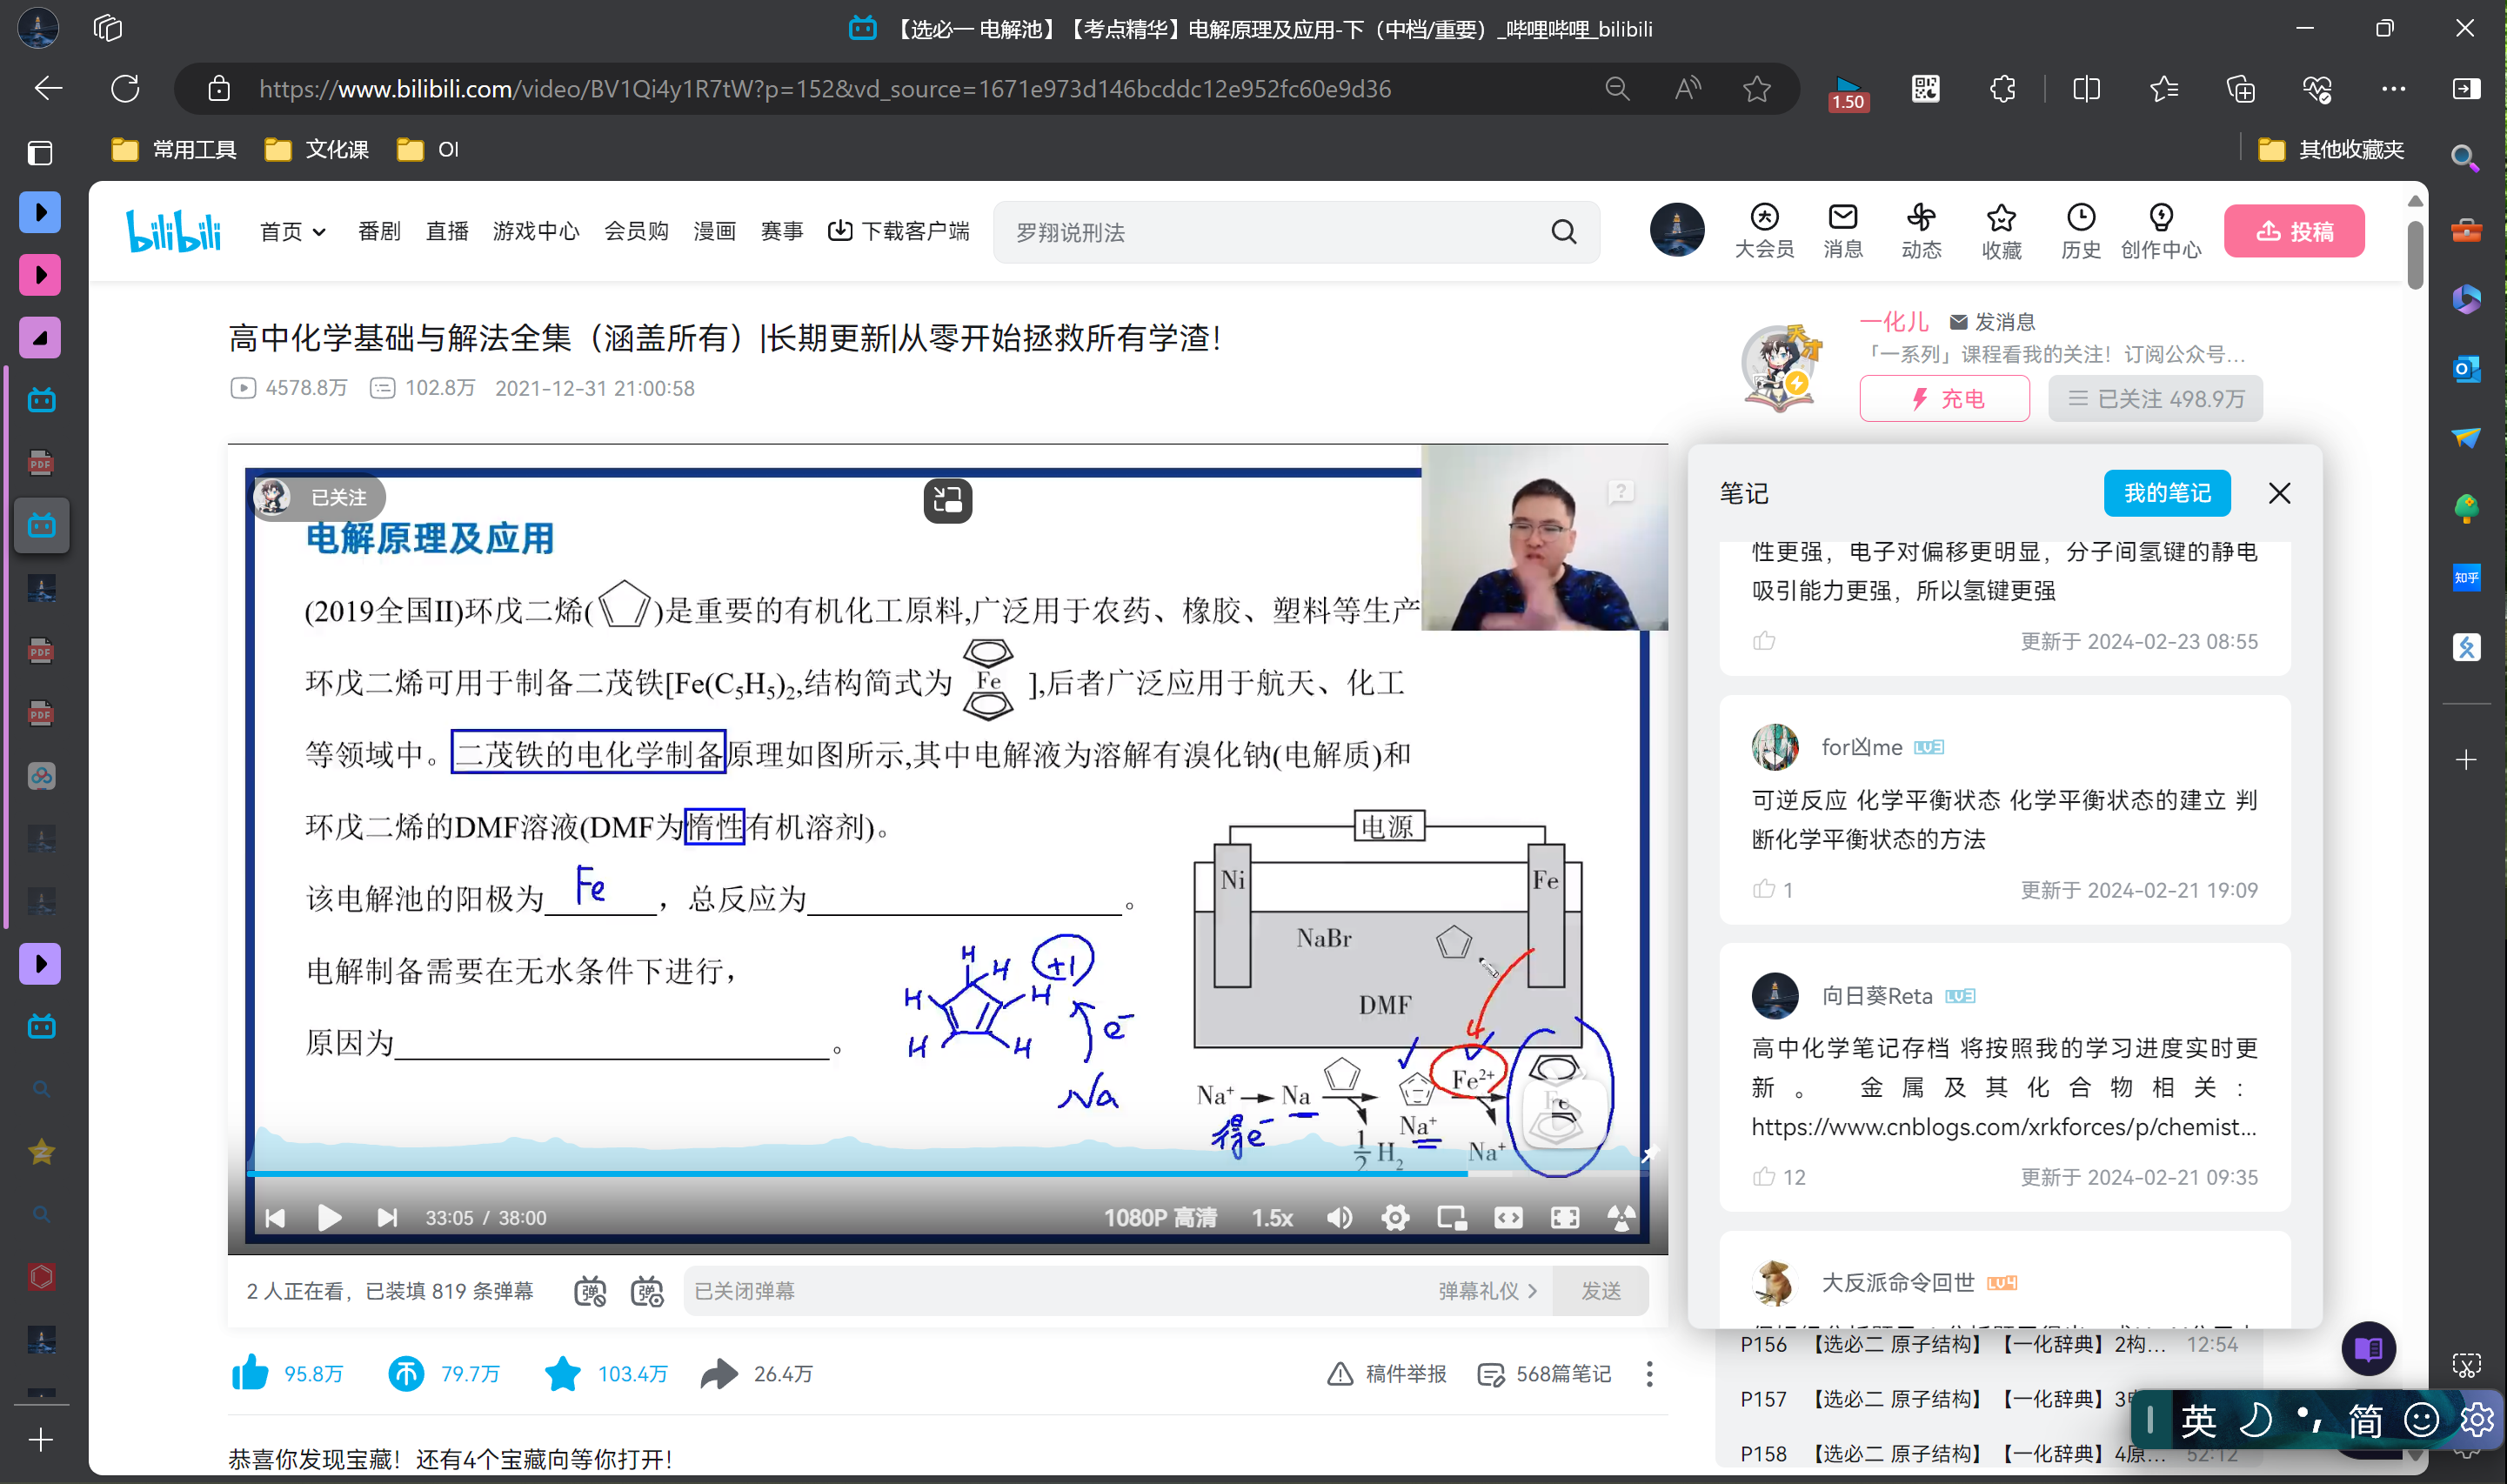 【选必一 电解池】【考点精华】电解原理及应用-下（中档/重要）_哔哩哔哩_bilibili
https://www.bilibili.com/video/BV1Qi4y1R7tW?p=152&vd_source=1671e973d146bcddc12e952fc60e9d36
1.50
常用工具
文化课
OI
其他收藏夹
bilibili
首页
番剧
直播
游戏中心
会员购
漫画
赛事
下载客户端
罗翔说刑法
大会员
消息
动态
收藏
历史
创作中心
投稿
高中化学基础与解法全集（涵盖所有）|长期更新|从零开始拯救所有学渣！
4578.8万
102.8万
2021-12-31 21:00:58
天才
一化儿
发消息
「一系列」课程看我的关注！订阅公众号...
充电
已关注 498.9万
已关注
电解原理及应用
(2019全国II)环戊二烯( )是重要的有机化工原料,广泛用于农药、橡胶、塑料等生产
环戊二烯可用于制备二茂铁[Fe(C₅H₅)₂,结构简式为 Fe ],后者广泛应用于航天、化工
等领域中。二茂铁的电化学制备原理如图所示,其中电解液为溶解有溴化钠(电解质)和
环戊二烯的DMF溶液(DMF为惰性有机溶剂)。
该电解池的阳极为 Fe ，总反应为 。
电解制备需要在无水条件下进行，
原因为 。
H
H
+1
H
H
H
H
e⁻
Na
电源
Ni
Fe
NaBr
DMF
Na⁺
Na
得e⁻
1/2 H₂
Na⁺
Fe²⁺
Na⁺
Fe
33:05 / 38:00
1080P 高清
1.5x
2 人正在看，已装填 819 条弹幕
已关闭弹幕
弹幕礼仪
发送
95.8万
79.7万
103.4万
26.4万
稿件举报
568篇笔记
恭喜你发现宝藏！还有4个宝藏向等你打开！
笔记
我的笔记
性更强，电子对偏移更明显，分子间氢键的静电
吸引能力更强，所以氢键更强
更新于 2024-02-23 08:55
for凶me LV3
可逆反应 化学平衡状态 化学平衡状态的建立 判
断化学平衡状态的方法
1
更新于 2024-02-21 19:09
向日葵Reta LV3
高中化学笔记存档 将按照我的学习进度实时更
新。 金属及其化合物相关：
https://www.cnblogs.com/xrkforces/p/chemist...
12
更新于 2024-02-21 09:35
大反派命令回世 LV4
P156 【选必二 原子结构】【一化辞典】2构... 12:54
P157 【选必二 原子结构】【一化辞典】3
P158 【选必二 原子结构】【一化辞典】4原... 52:12
英
简
PDF
PDF
PDF
知乎